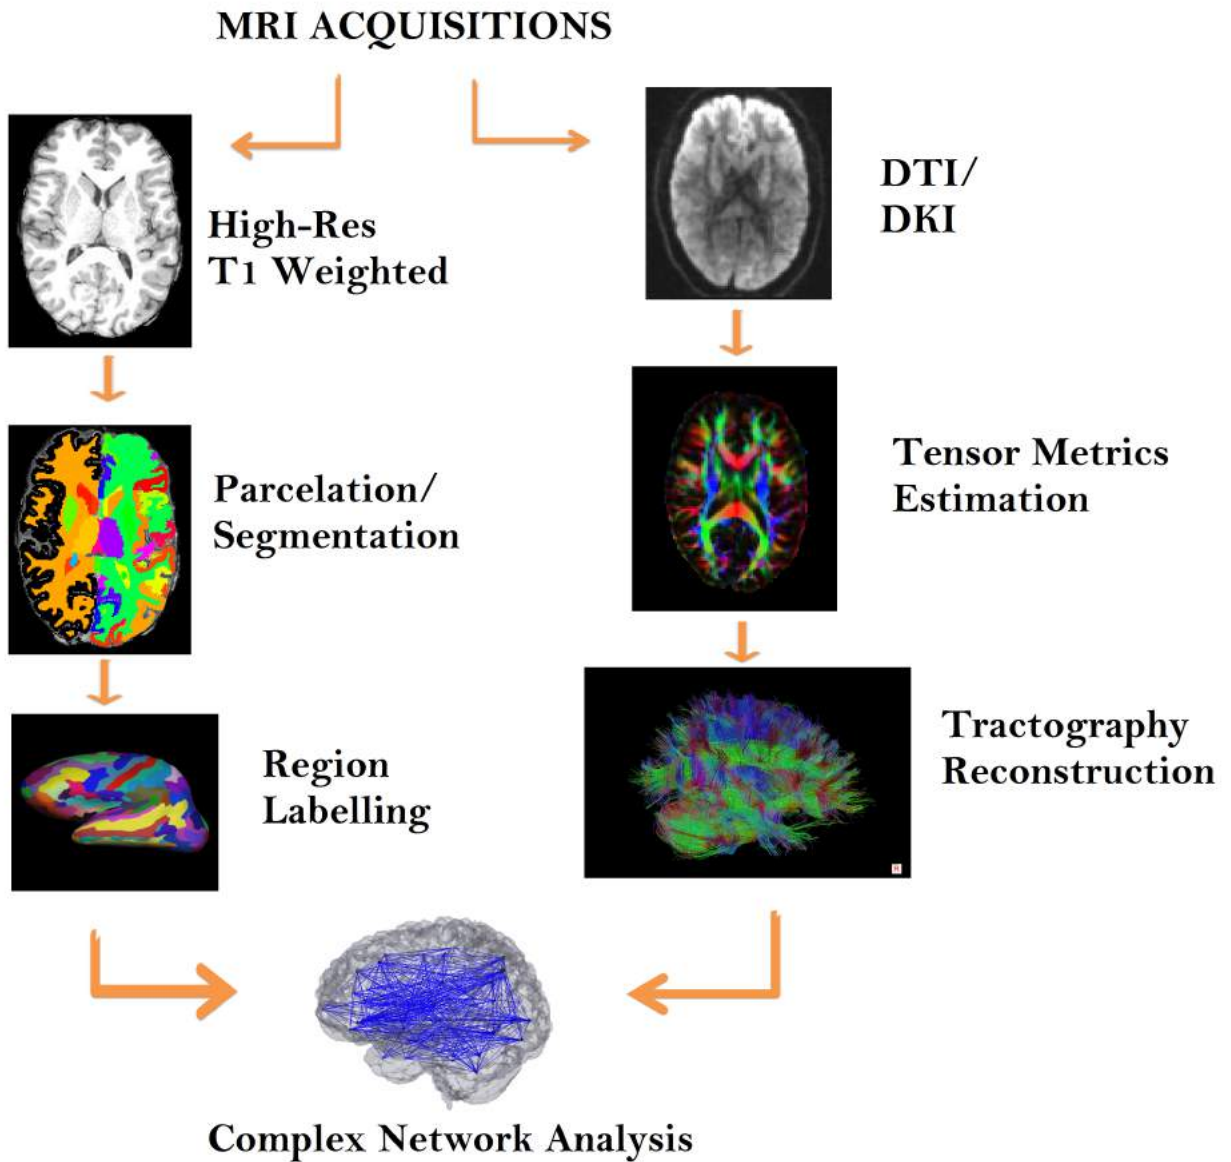 MRI ACQUISITIONS
High-Res
T1 Weighted
DTI/
DKI
Parcelation/
Segmentation
Tensor Metrics
Estimation
Region
Labelling
Tractography
Reconstruction
Complex Network Analysis